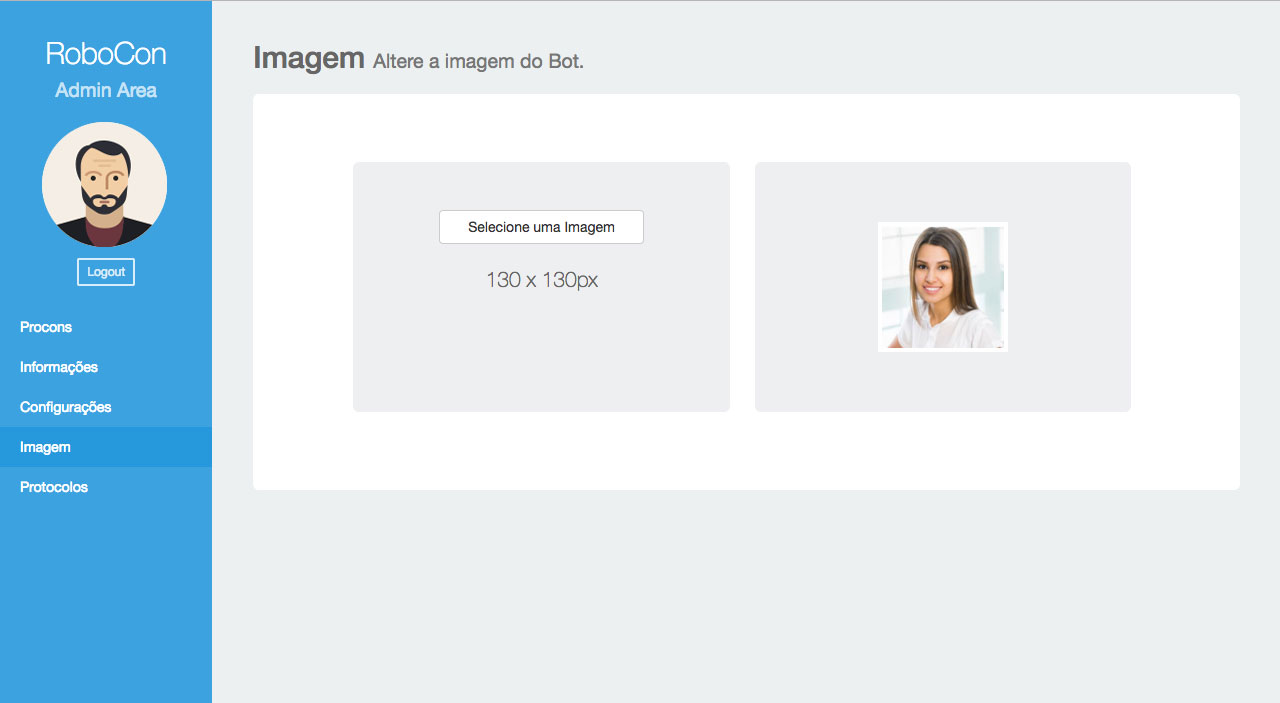 RoboCon
Admin Area
Logout
Procons
Informações
Configurações
Imagem
Protocolos
Imagem Altere a imagem do Bot.
Selecione uma Imagem
130 x 130px